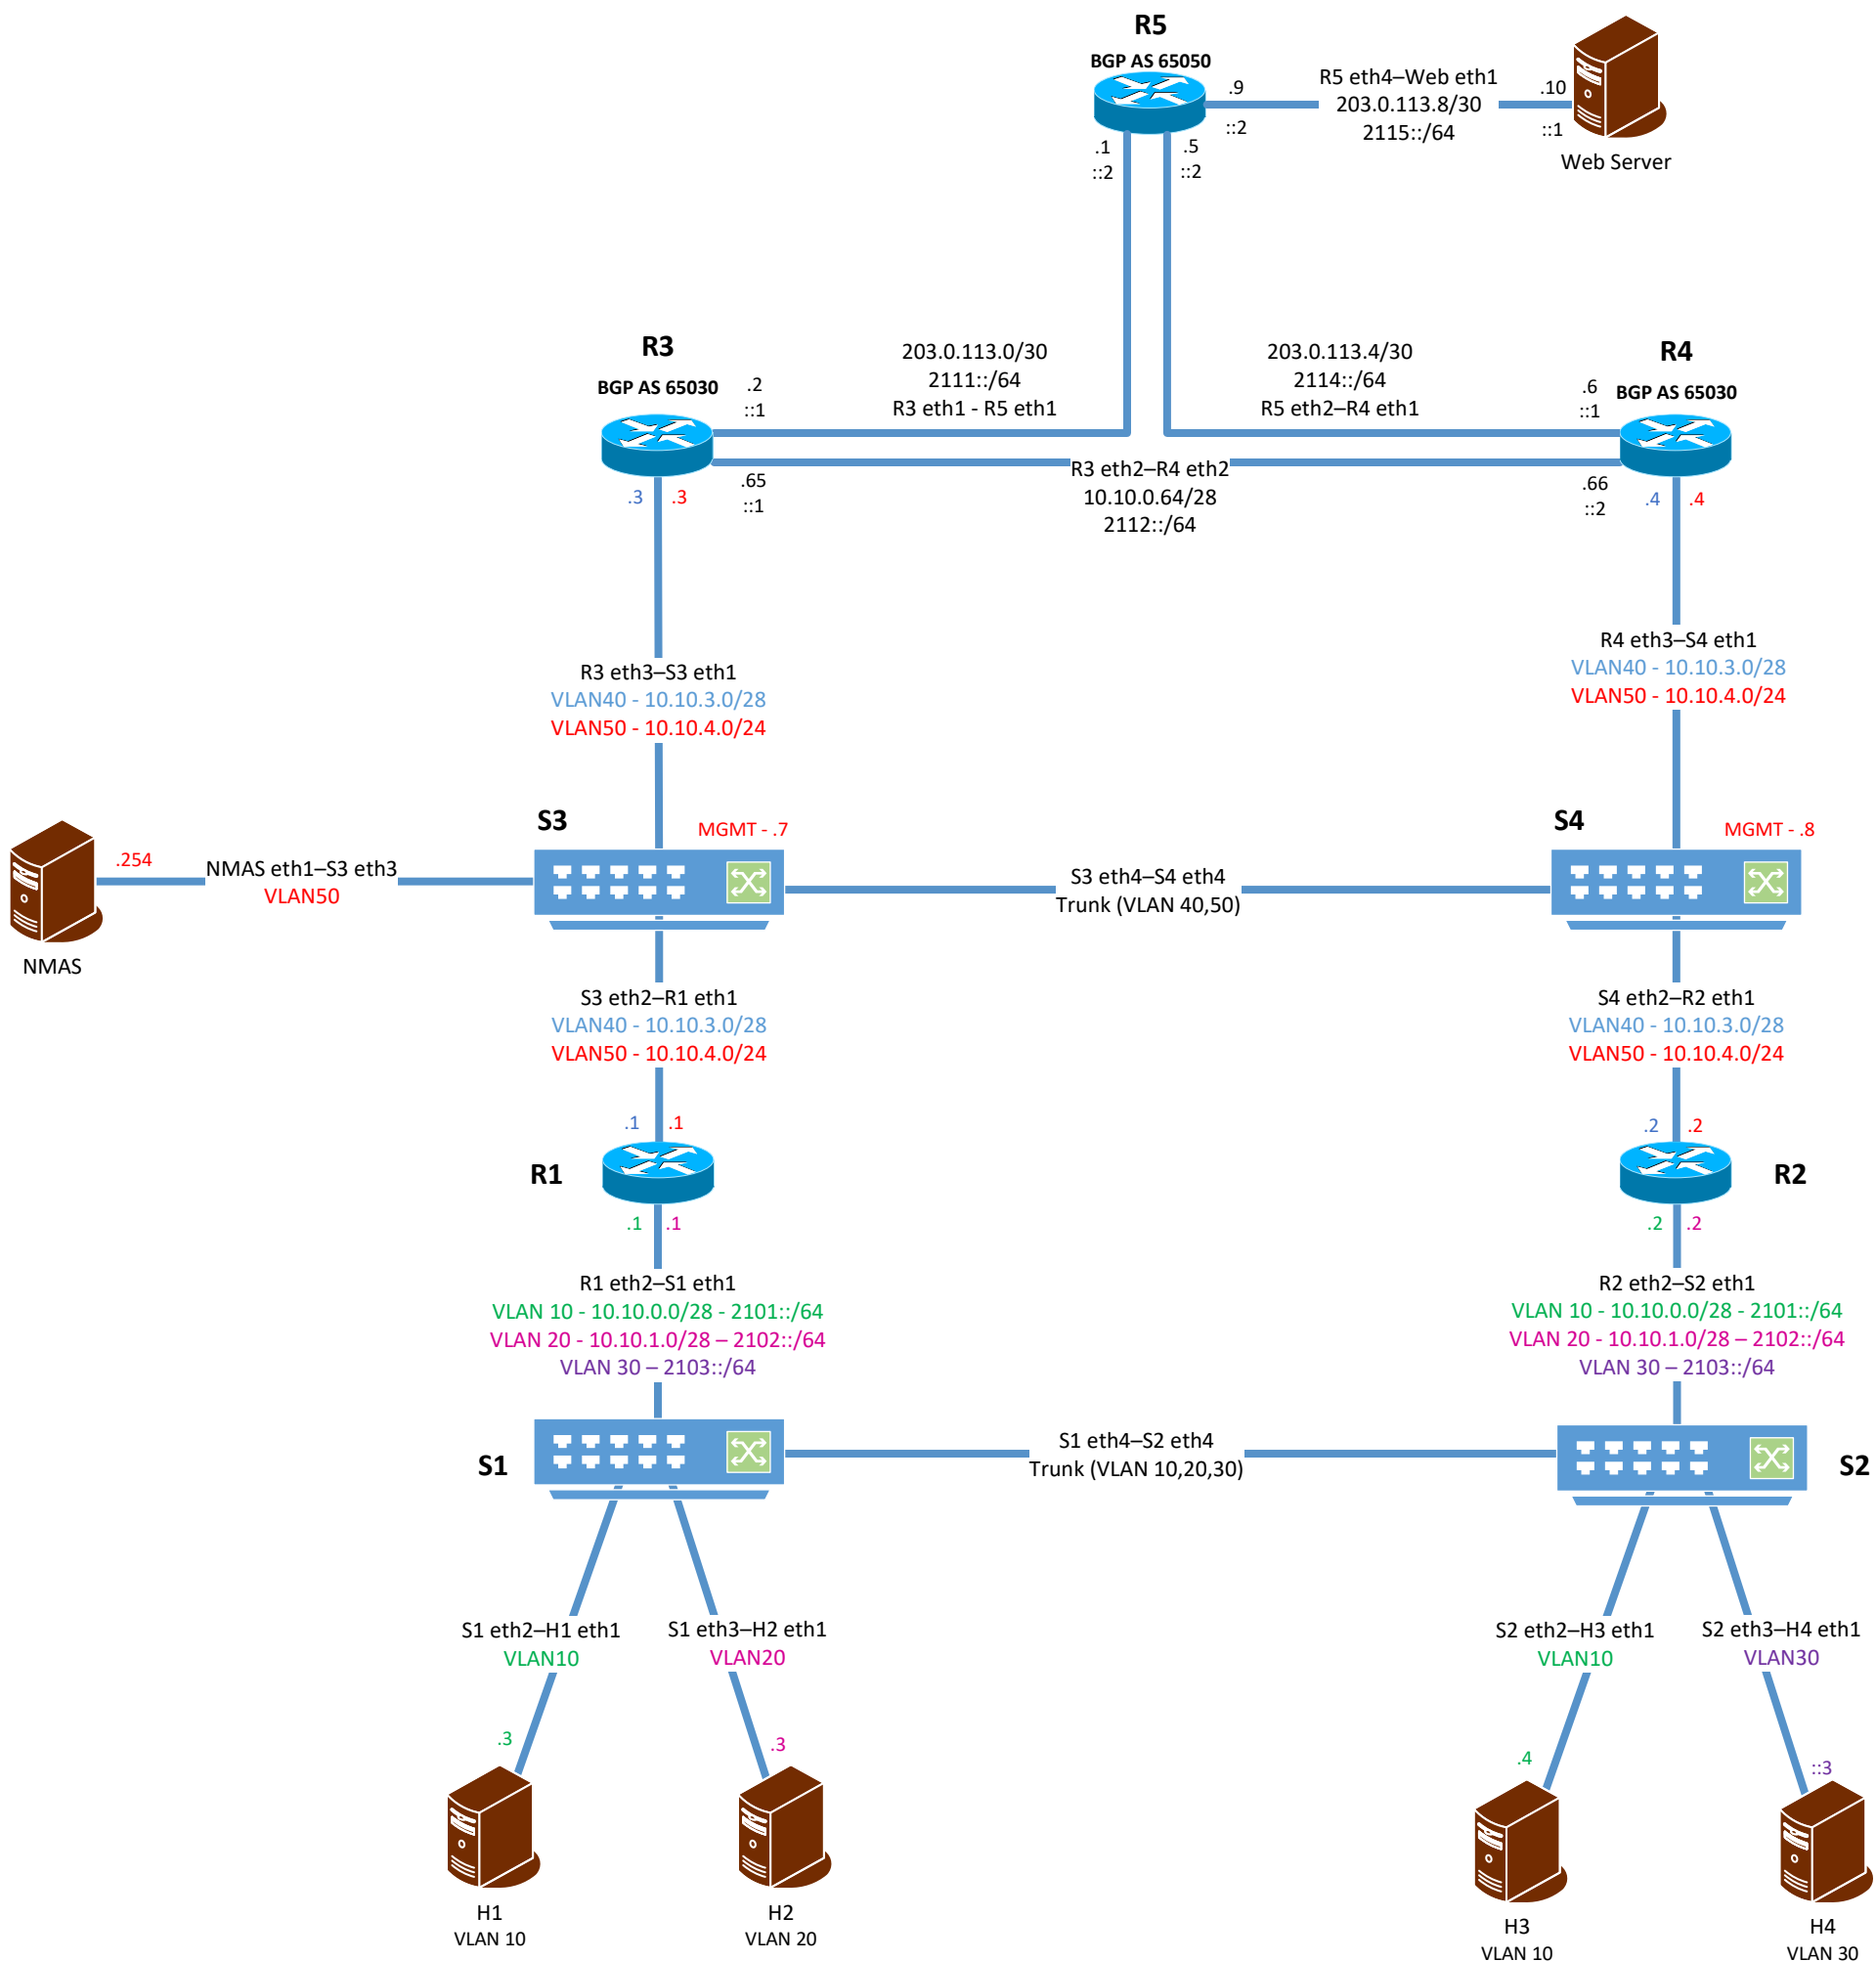 R5
BGP AS 65050
.9
::2
R5 eth4–Web eth1
203.0.113.8/30
2115::/64
.10
::1
Web Server
.1
::2
.5
::2
R3
BGP AS 65030
.2
::1
203.0.113.0/30
2111::/64
R3 eth1 - R5 eth1
203.0.113.4/30
2114::/64
R5 eth2–R4 eth1
.6
::1
R4
BGP AS 65030
.3
.3
.65
::1
R3 eth2–R4 eth2
10.10.0.64/28
2112::/64
.66
::2
.4
.4
R3 eth3–S3 eth1
VLAN40 - 10.10.3.0/28
VLAN50 - 10.10.4.0/24
R4 eth3–S4 eth1
VLAN40 - 10.10.3.0/28
VLAN50 - 10.10.4.0/24
S3
MGMT - .7
S4
MGMT - .8
.254
NMAS eth1–S3 eth3
VLAN50
NMAS
S3 eth4–S4 eth4
Trunk (VLAN 40,50)
S3 eth2–R1 eth1
VLAN40 - 10.10.3.0/28
VLAN50 - 10.10.4.0/24
S4 eth2–R2 eth1
VLAN40 - 10.10.3.0/28
VLAN50 - 10.10.4.0/24
.1
.1
R1
.1
.1
.2
.2
R2
.2
.2
R1 eth2–S1 eth1
VLAN 10 - 10.10.0.0/28 - 2101::/64
VLAN 20 - 10.10.1.0/28 – 2102::/64
VLAN 30 – 2103::/64
R2 eth2–S2 eth1
VLAN 10 - 10.10.0.0/28 - 2101::/64
VLAN 20 - 10.10.1.0/28 – 2102::/64
VLAN 30 – 2103::/64
S1
S1 eth4–S2 eth4
Trunk (VLAN 10,20,30)
S2
S1 eth2–H1 eth1
VLAN10
S1 eth3–H2 eth1
VLAN20
S2 eth2–H3 eth1
VLAN10
S2 eth3–H4 eth1
VLAN30
.3
.3
.4
::3
H1
VLAN 10
H2
VLAN 20
H3
VLAN 10
H4
VLAN 30